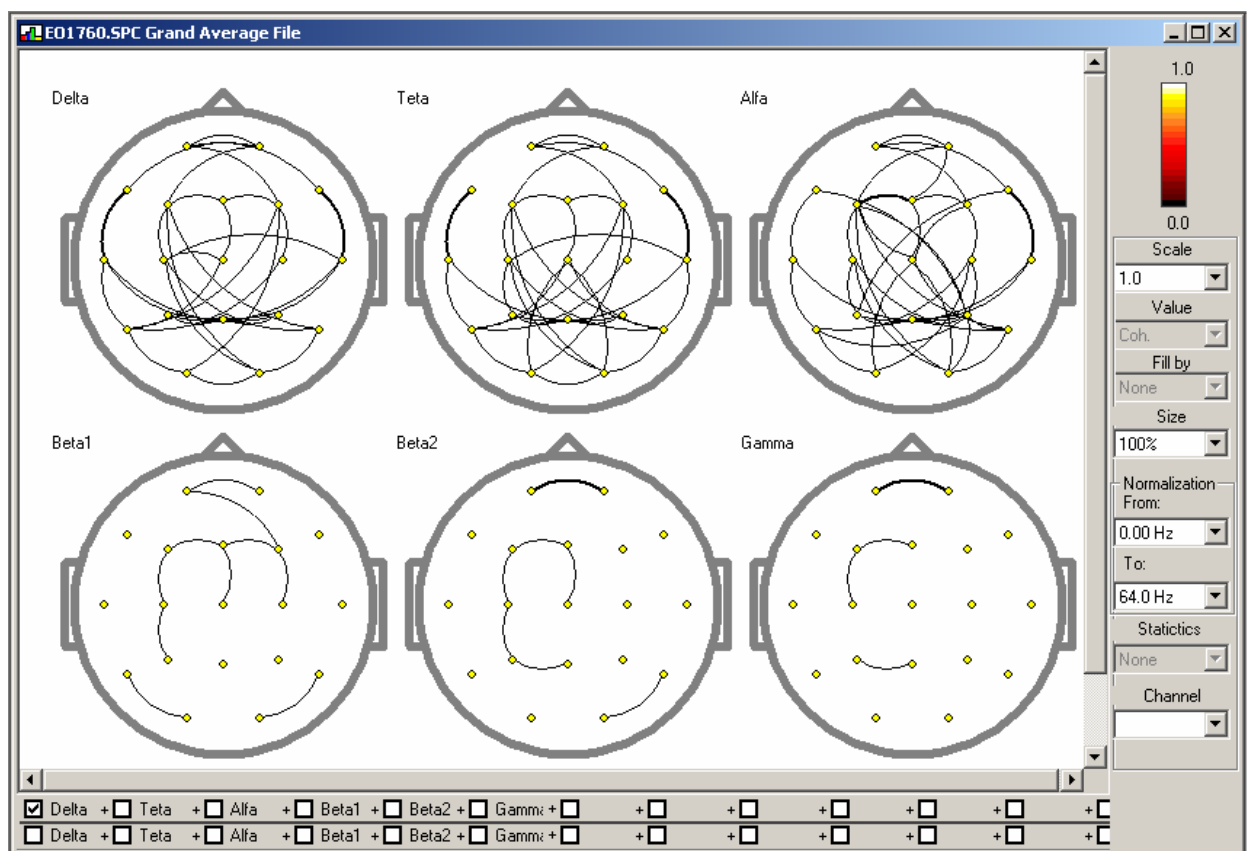 EO1760.SPC Grand Average File
Delta
Teta
Alfa
Beta1
Beta2
Gamma
1.0
0.0
Scale
1.0
Value
Coh.
Fill by
None
Size
100%
Normalization
From:
0.00 Hz
To:
64.0 Hz
Statictics
None
Channel
Delta + Teta + Alfa + Beta1 + Beta2 + Gamma + + + + + +
Delta + Teta + Alfa + Beta1 + Beta2 + Gamma + + + + + +